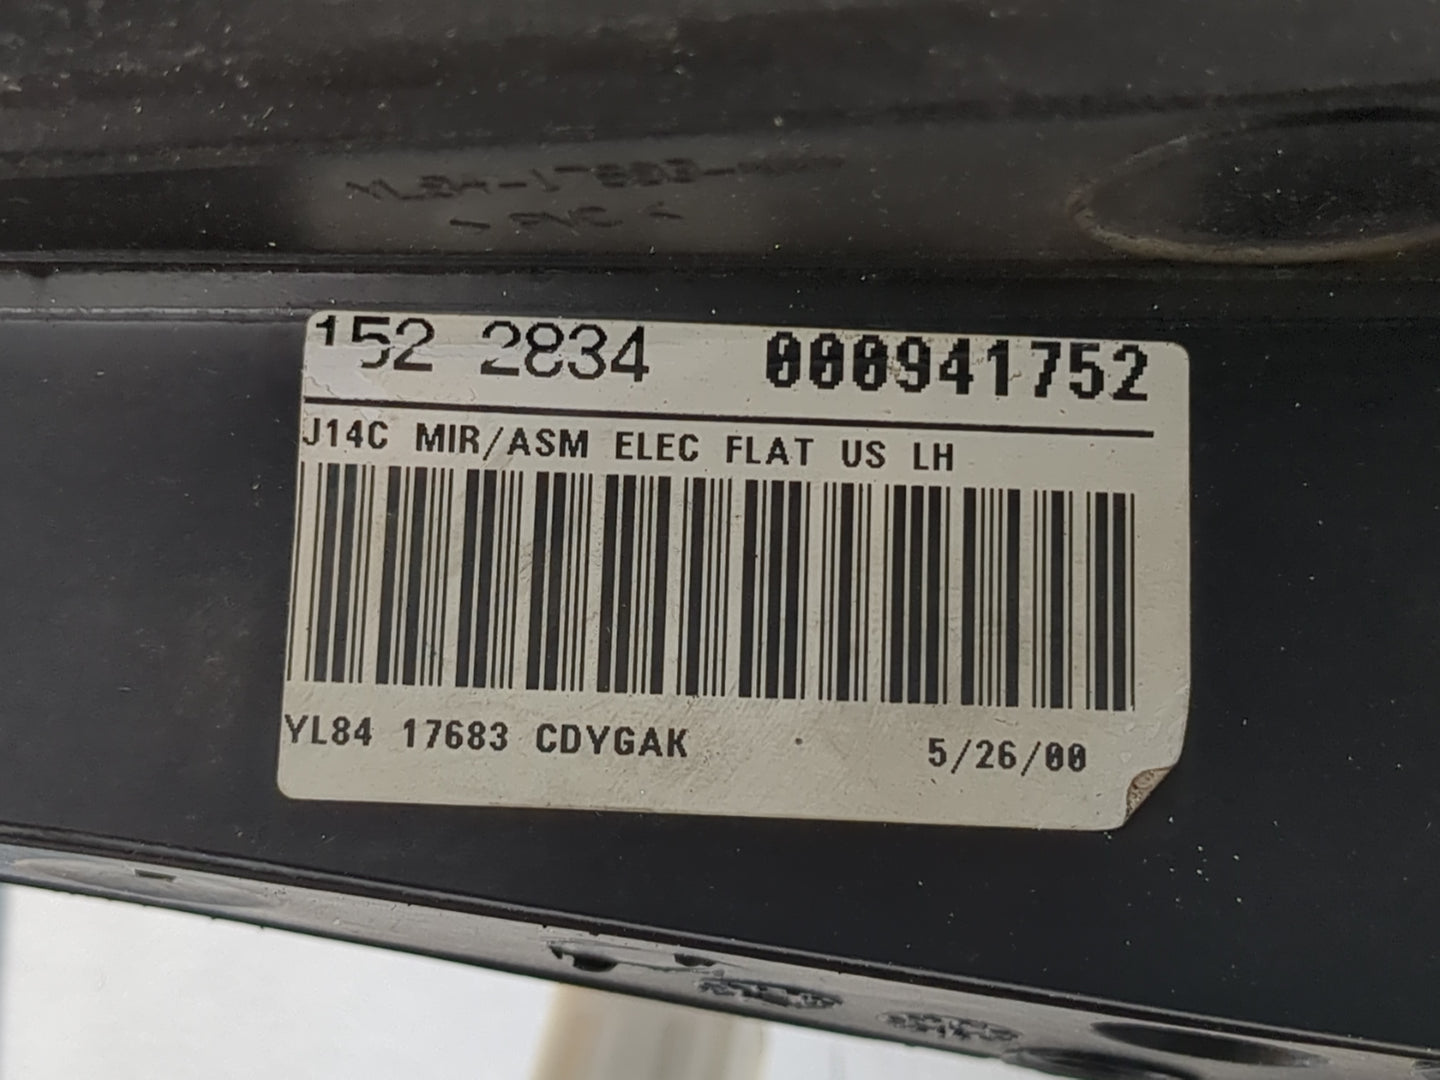 152 2834 000941752
J14C MIR/ASM ELEC FLAT US LH
YL84 17683 CDYGAK 5/26/00